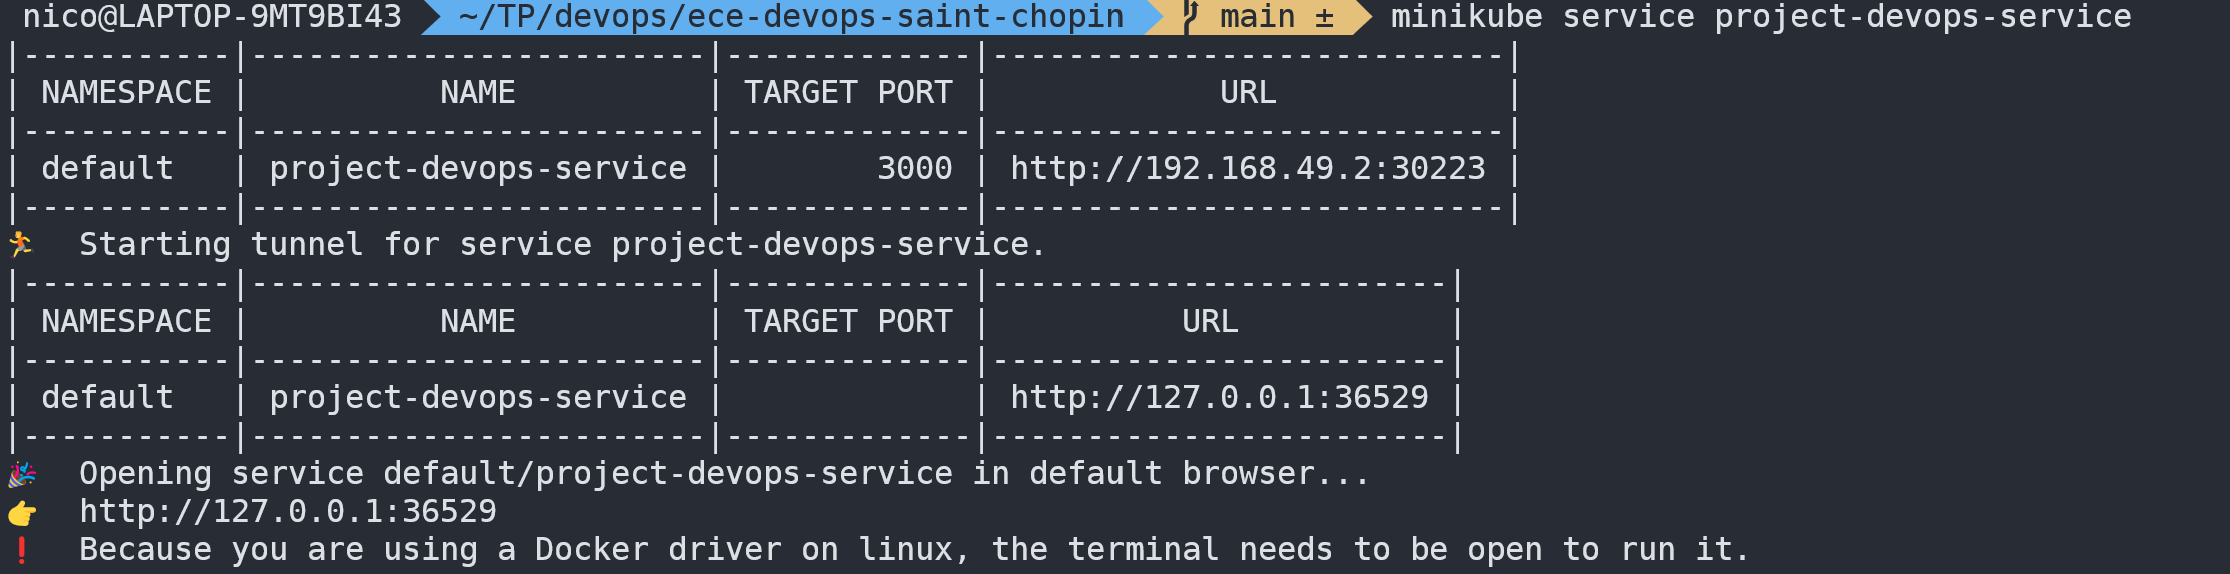 nico@LAPTOP-9MT9BI43 ~/TP/devops/ece-devops-saint-chopin main ± minikube service project-devops-service
|-----------|------------------------|-------------|---------------------------|
| NAMESPACE |          NAME          | TARGET PORT |            URL            |
|-----------|------------------------|-------------|---------------------------|
| default   | project-devops-service |        3000 | http://192.168.49.2:30223 |
|-----------|------------------------|-------------|---------------------------|
🏃  Starting tunnel for service project-devops-service.
|-----------|------------------------|-------------|------------------------|
| NAMESPACE |          NAME          | TARGET PORT |          URL           |
|-----------|------------------------|-------------|------------------------|
| default   | project-devops-service |             | http://127.0.0.1:36529 |
|-----------|------------------------|-------------|------------------------|
🎉  Opening service default/project-devops-service in default browser...
👉  http://127.0.0.1:36529
❗  Because you are using a Docker driver on linux, the terminal needs to be open to run it.